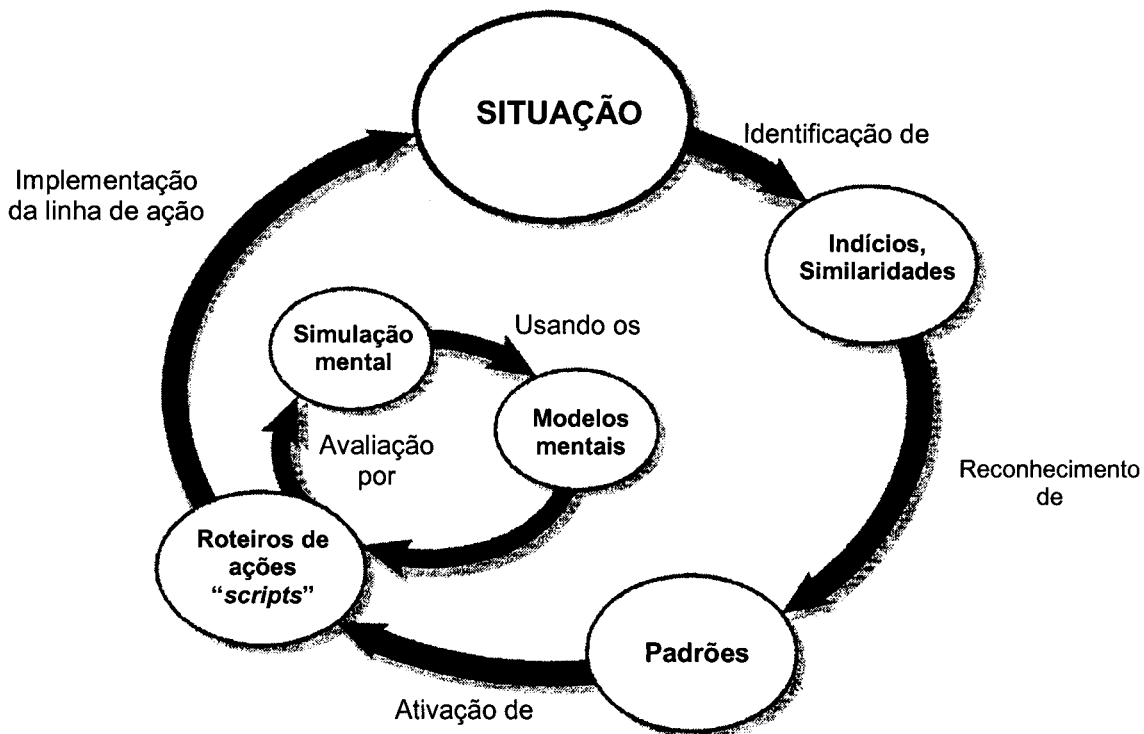 SITUAÇÃO
Identificação de
Indícios,
Similaridades
Reconhecimento
de
Padrões
Ativação de
Roteiros de
ações
“scripts”
Avaliação
por
Simulação
mental
Usando os
Modelos
mentais
Implementação
da linha de ação